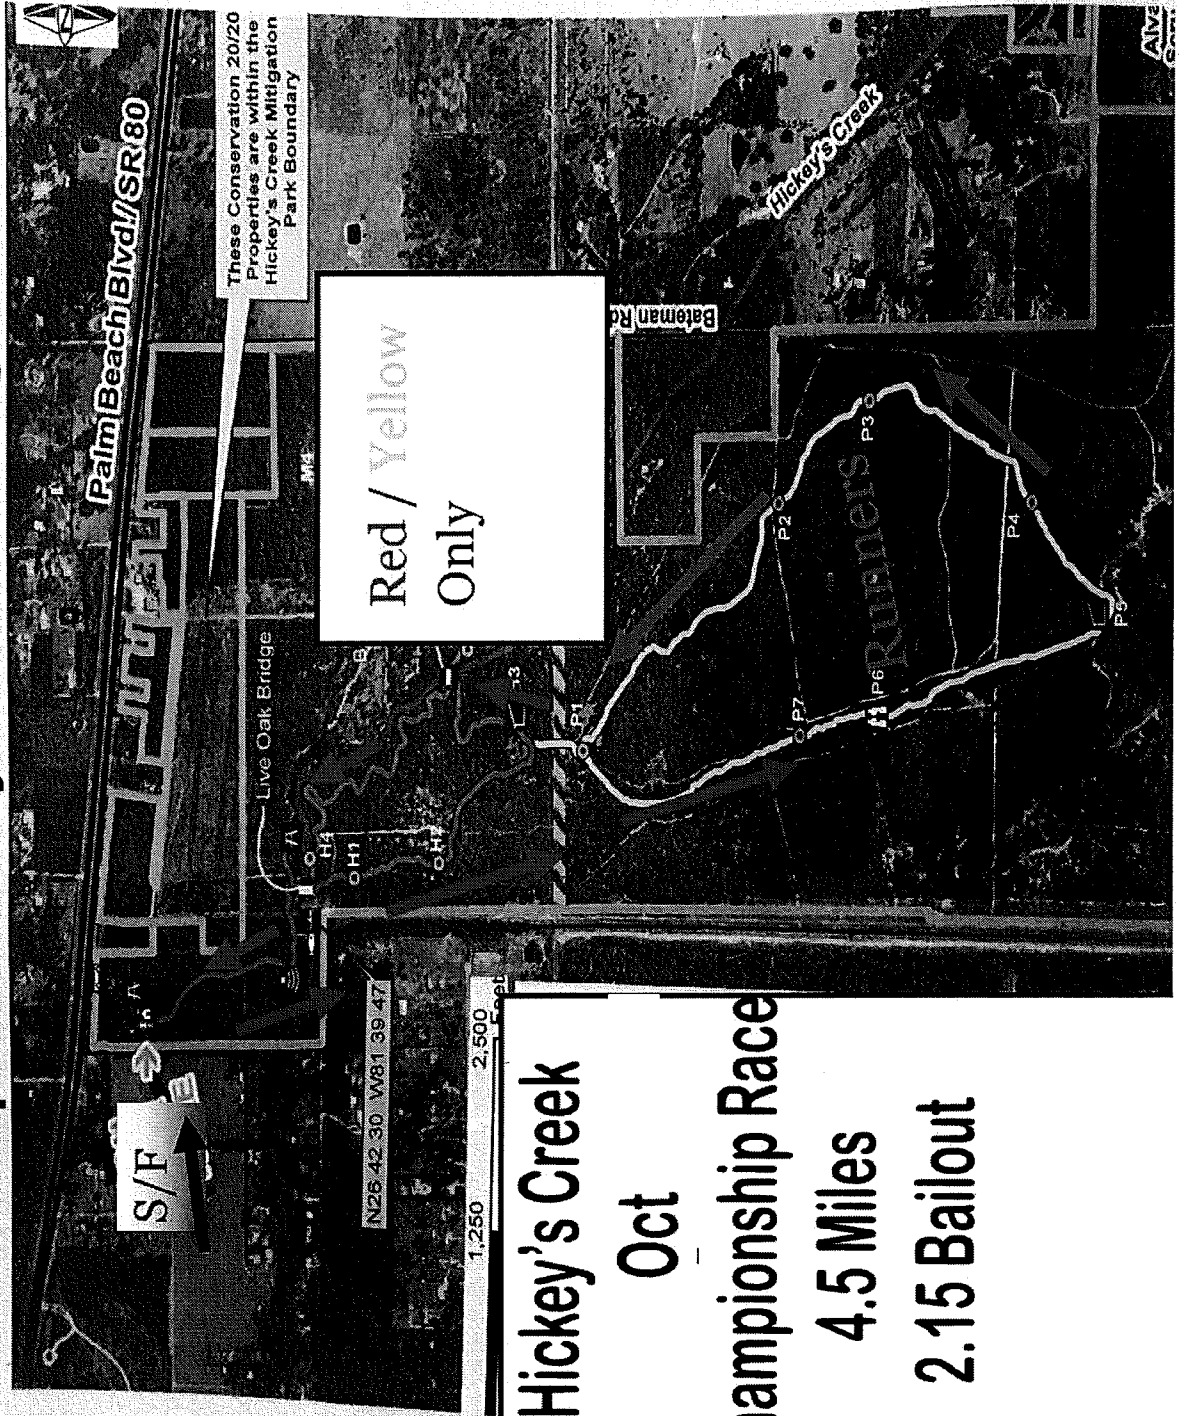 Palm Beach Blvd./ SR 80
These Conservation 20/20
Properties are within the
Hickey's Creek Mitigation
Park Boundary
Hickey's Creek
Bateman Rd
Red / Yellow
Only
M4
Live Oak Bridge
A
H4
H1
H2
P1
P2
P3
P4
P5
P6
P7
Runners
A
S/F
E
N26 42 30 W81 39 47
1,250
2,500
Feet
Hickey's Creek
Oct
ampionship Race
4.5 Miles
2.15 Bailout